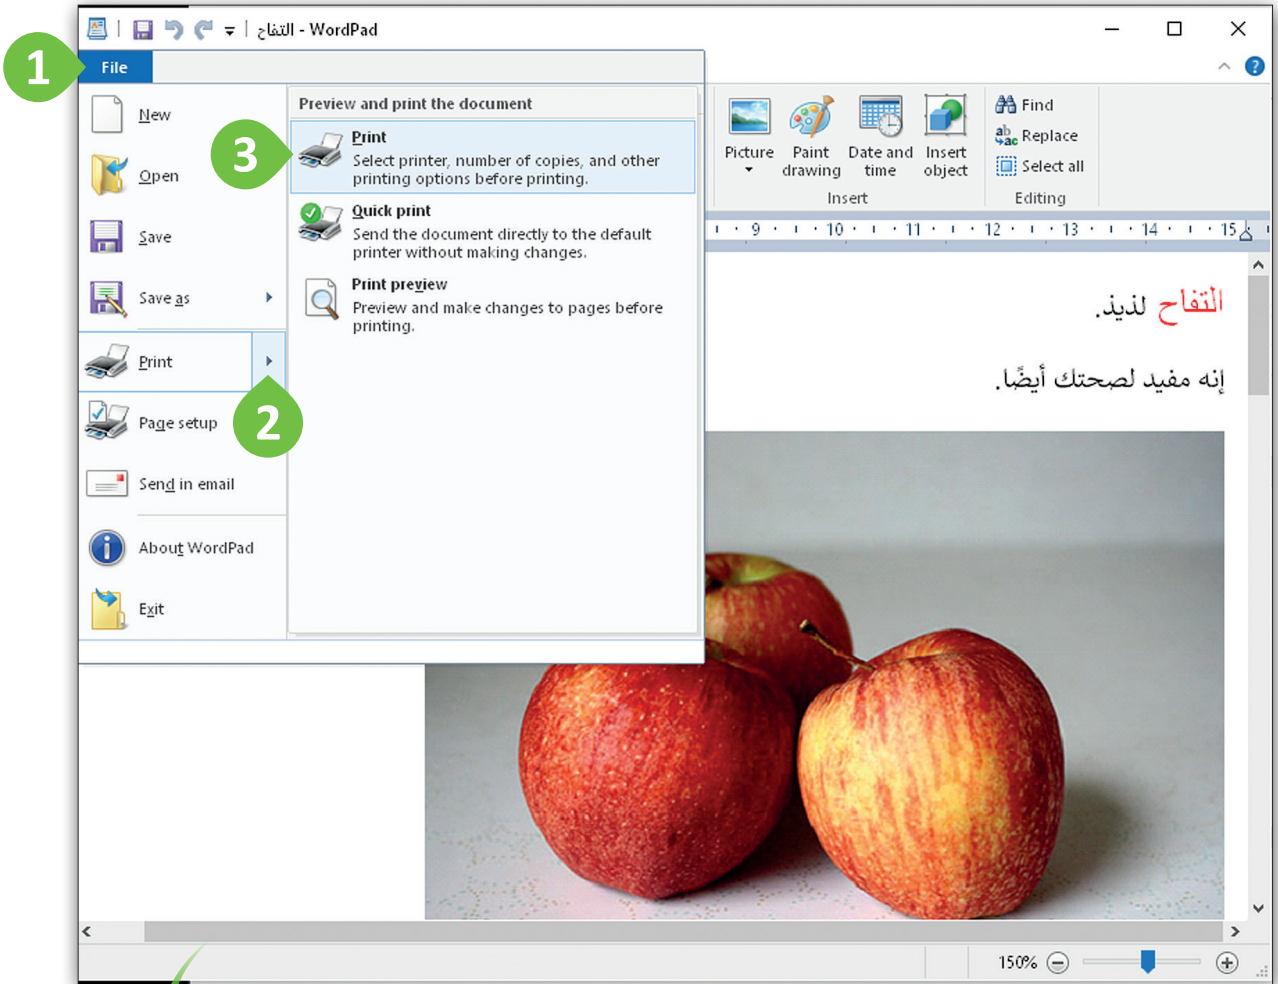 التفاح - WordPad
1
File
New
Open
Save
Save as
Print
2
Page setup
Send in email
About WordPad
Exit
Preview and print the document
3
Print
Select printer, number of copies, and other
printing options before printing.
Quick print
Send the document directly to the default
printer without making changes.
Print preview
Preview and make changes to pages before
printing.
Picture
Paint
drawing
Date and
time
Insert
object
Insert
Find
Replace
Select all
Editing
9 10 11 12 13 14 15
التفاح لذيذ.
إنه مفيد لصحتك أيضًا.
150%